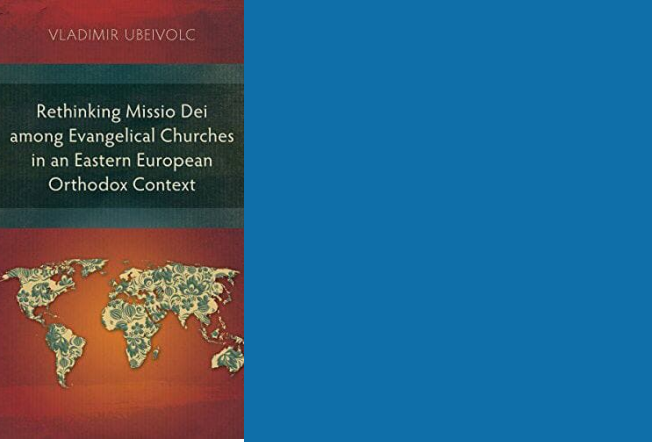 VLADIMIR UBEIVOLC
Rethinking Missio Dei
among Evangelical Churches
in an Eastern European
Orthodox Context